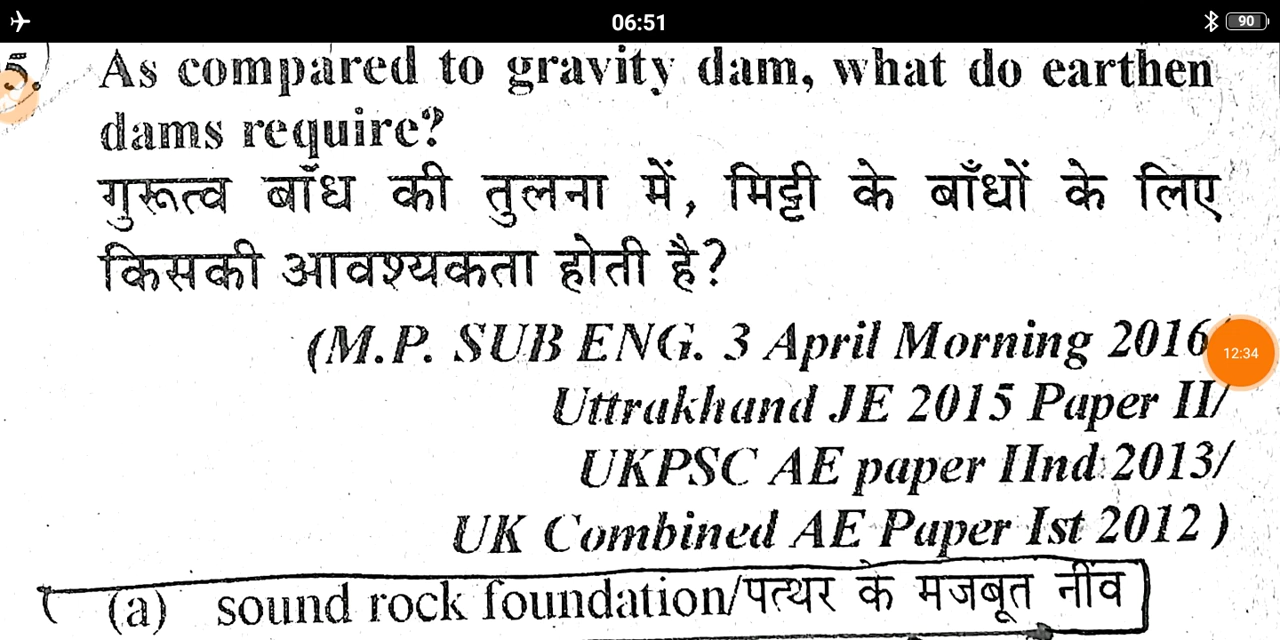 06:51
90
5. As compared to gravity dam, what do earthen
dams require?
गुरूत्व बाँध की तुलना में, मिट्टी के बाँधों के लिए
किसकी आवश्यकता होती है?
(M.P. SUB ENG. 3 April Morning 2016/
12:34
Uttrakhand JE 2015 Paper II/
UKPSC AE paper IInd 2013/
UK Combined AE Paper Ist 2012 )
(a) sound rock foundation/पत्थर के मजबूत नींव